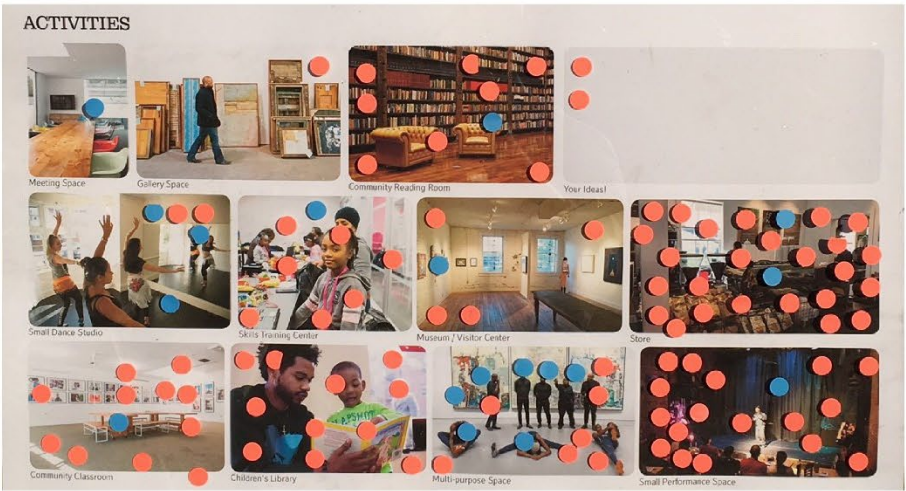 ACTIVITIES
Meeting Space
Gallery Space
Community Reading Room
Your Ideas!
Small Dance Studio
Skills Training Center
Museum / Visitor Center
Store
Community Classroom
Children's Library
Multi-purpose Space
Small Performance Space